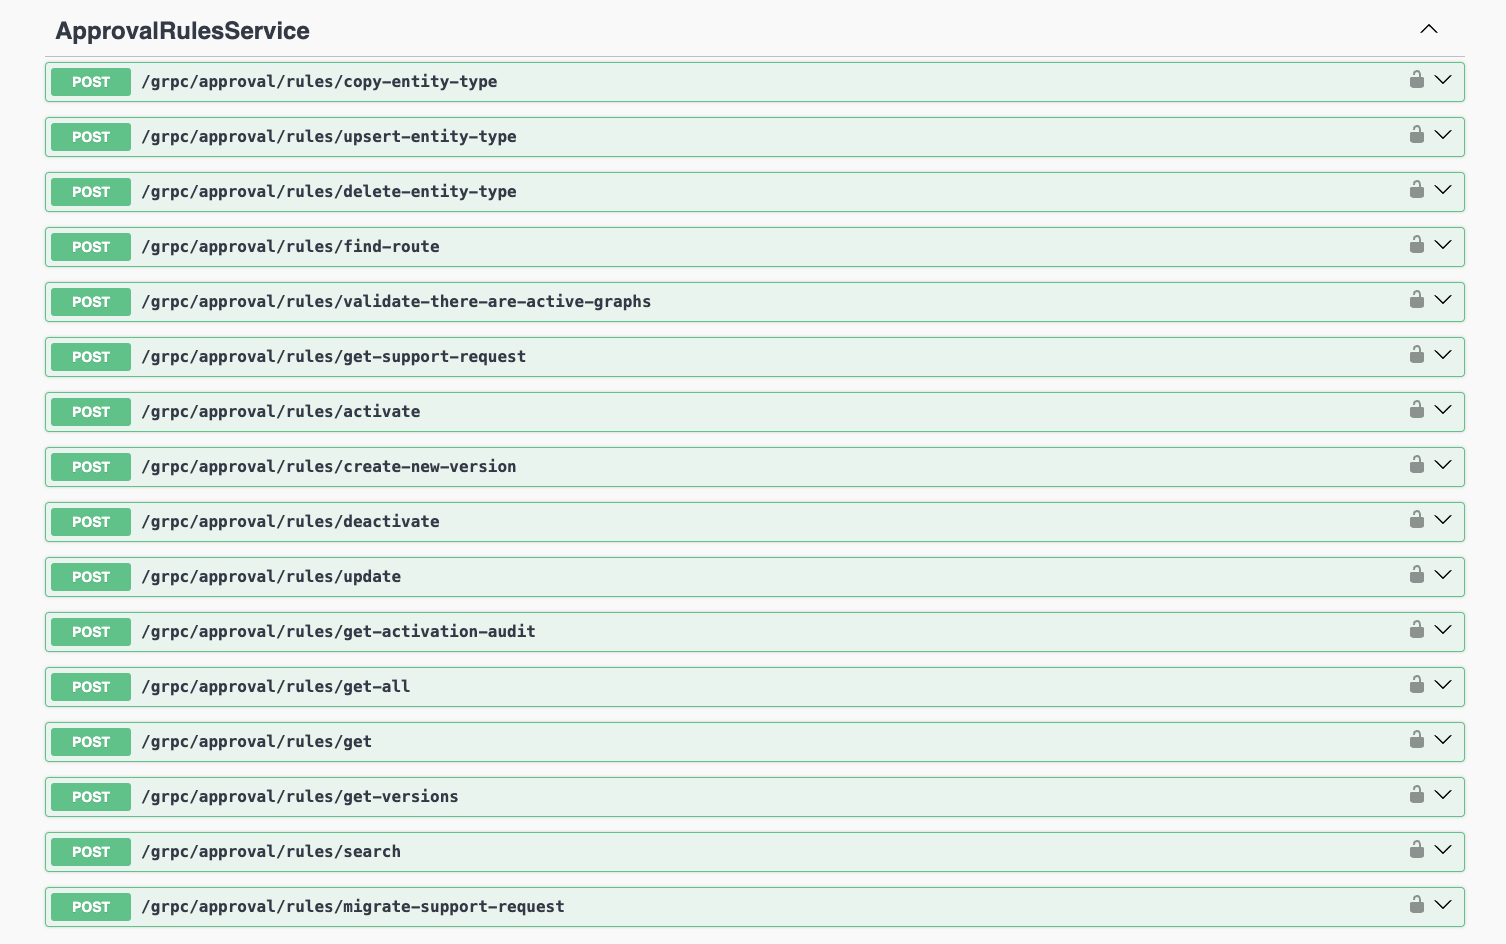 ApprovalRulesService
POST /grpc/approval/rules/copy-entity-type
POST /grpc/approval/rules/upsert-entity-type
POST /grpc/approval/rules/delete-entity-type
POST /grpc/approval/rules/find-route
POST /grpc/approval/rules/validate-there-are-active-graphs
POST /grpc/approval/rules/get-support-request
POST /grpc/approval/rules/activate
POST /grpc/approval/rules/create-new-version
POST /grpc/approval/rules/deactivate
POST /grpc/approval/rules/update
POST /grpc/approval/rules/get-activation-audit
POST /grpc/approval/rules/get-all
POST /grpc/approval/rules/get
POST /grpc/approval/rules/get-versions
POST /grpc/approval/rules/search
POST /grpc/approval/rules/migrate-support-request